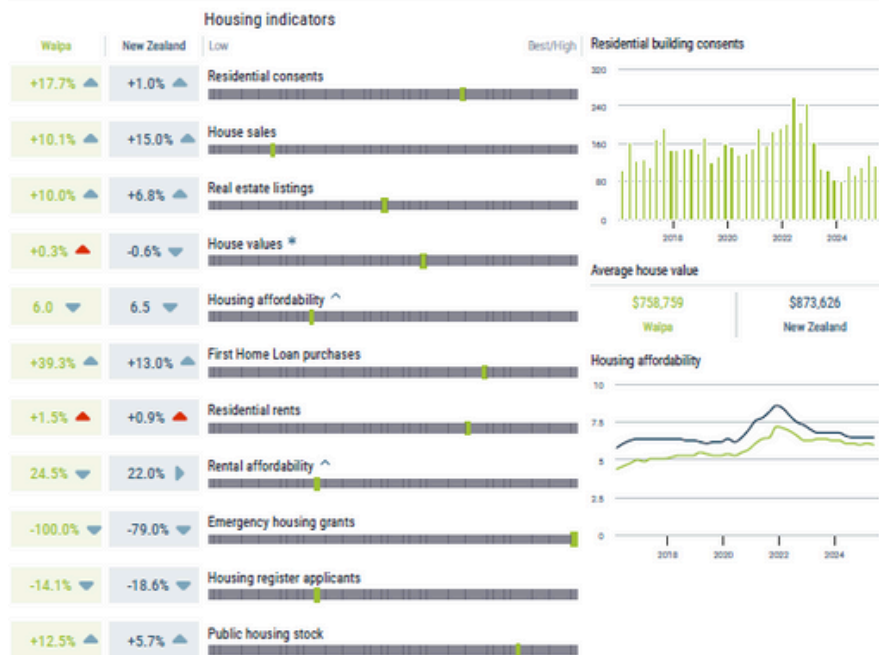 Housing indicators
Waipa New Zealand Low Best/High
+17.7% +1.0% Residential consents
+10.1% +15.0% House sales
+10.0% +6.8% Real estate listings
+0.3% -0.6% House values *
6.0 6.5 Housing affordability ^
+39.3% +13.0% First Home Loan purchases
+1.5% +0.9% Residential rents
24.5% 22.0% Rental affordability ^
-100.0% -79.0% Emergency housing grants
-14.1% -18.6% Housing register applicants
+12.5% +5.7% Public housing stock
Residential building consents
320
240
160
80
0
2018 2020 2022 2024
Average house value
$758,759 $873,626
Waipa New Zealand
Housing affordability
10
7.5
5
2.5
0
2018 2020 2022 2024